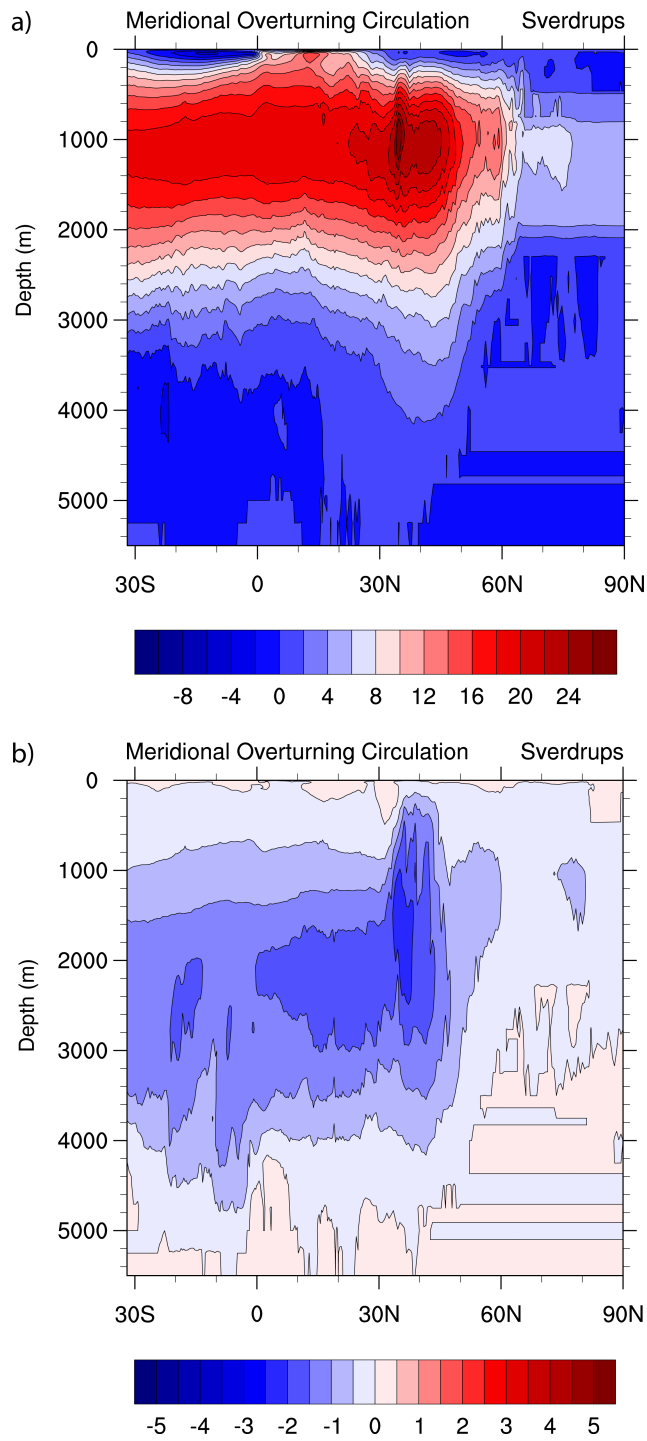 a)
Meridional Overturning Circulation Sverdrups
0
1000
2000
3000
4000
5000
Depth (m)
30S 0 30N 60N 90N
-8 -4 0 4 8 12 16 20 24
b)
Meridional Overturning Circulation Sverdrups
0
1000
2000
3000
4000
5000
Depth (m)
30S 0 30N 60N 90N
-5 -4 -3 -2 -1 0 1 2 3 4 5